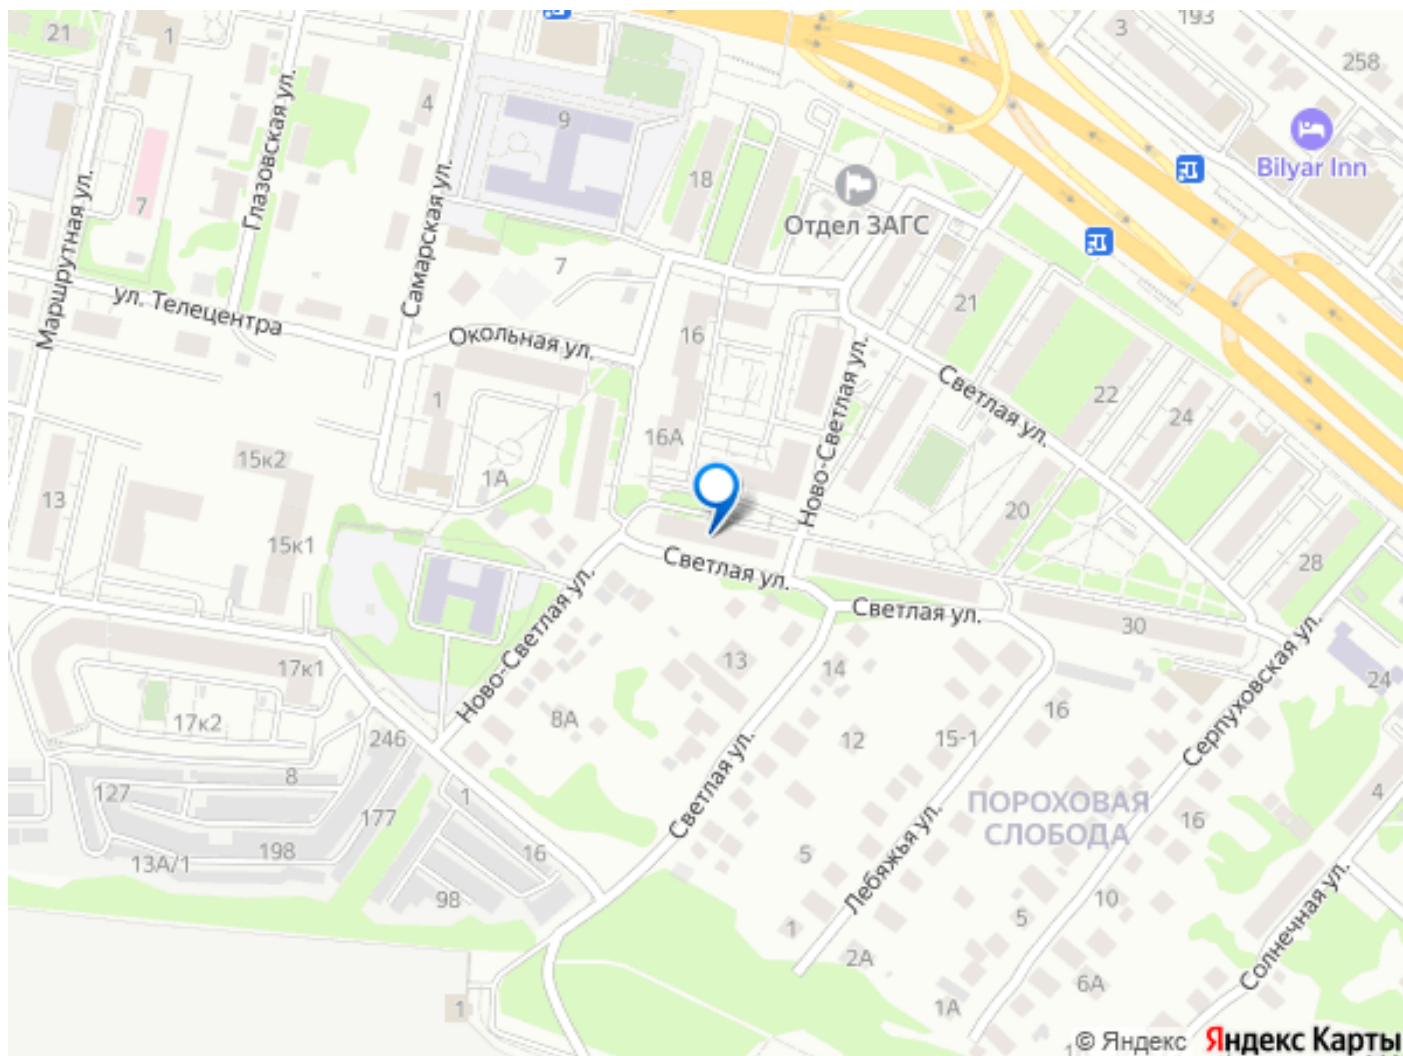 193
3
258
21
1
Bilyar Inn
4
9
Глазовская ул.
Маршрутная ул.
Самарская ул.
18
Отдел ЗАГС
7
7
ул. Телецентра
Окольная ул.
16
21
Ново-Светлая ул.
Светлая ул.
22
24
1
16А
15к2
1А
13
20
15к1
28
Светлая ул.
Ново-Светлая ул.
Светлая ул.
30
13
14
17к1
Серпуховская ул.
24
17к2
8А
16
246
12
15-1
8
127
1
177
Светлая ул.
ПОРОХОВАЯ
СЛОБОДА
4
16
13А/1
198
16
5
Лебяжья ул.
98
10
5
1
Солнечная ул.
2А
6А
1А
1
© Яндекс Яндекс Карты